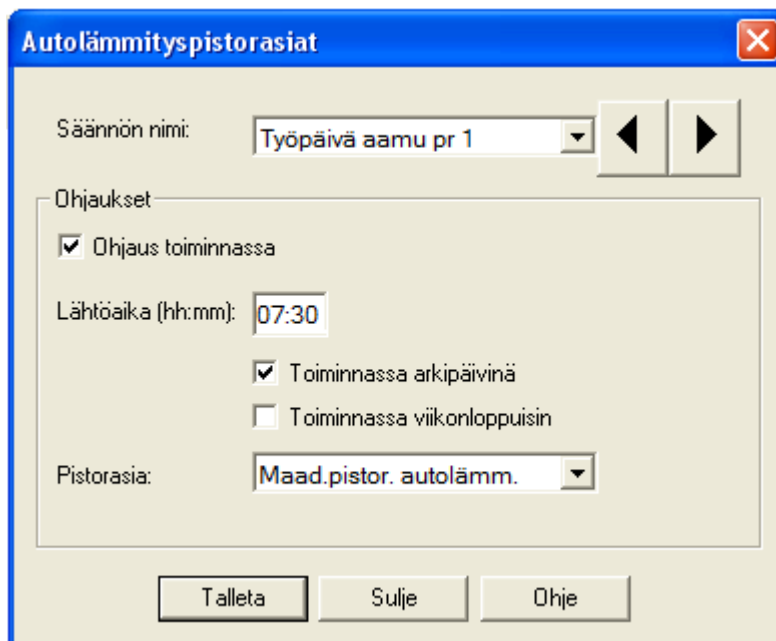 Autolämmityspistorasiat
Säännön nimi: Työpäivä aamu pr 1
Ohjaukset
Ohjaus toiminnassa
Lähtöaika (hh:mm): 07:30
Toiminnassa arkipäivinä
Toiminnassa viikonloppuisin
Pistorasia: Maad.pistor. autolämm.
Talleta Sulje Ohje